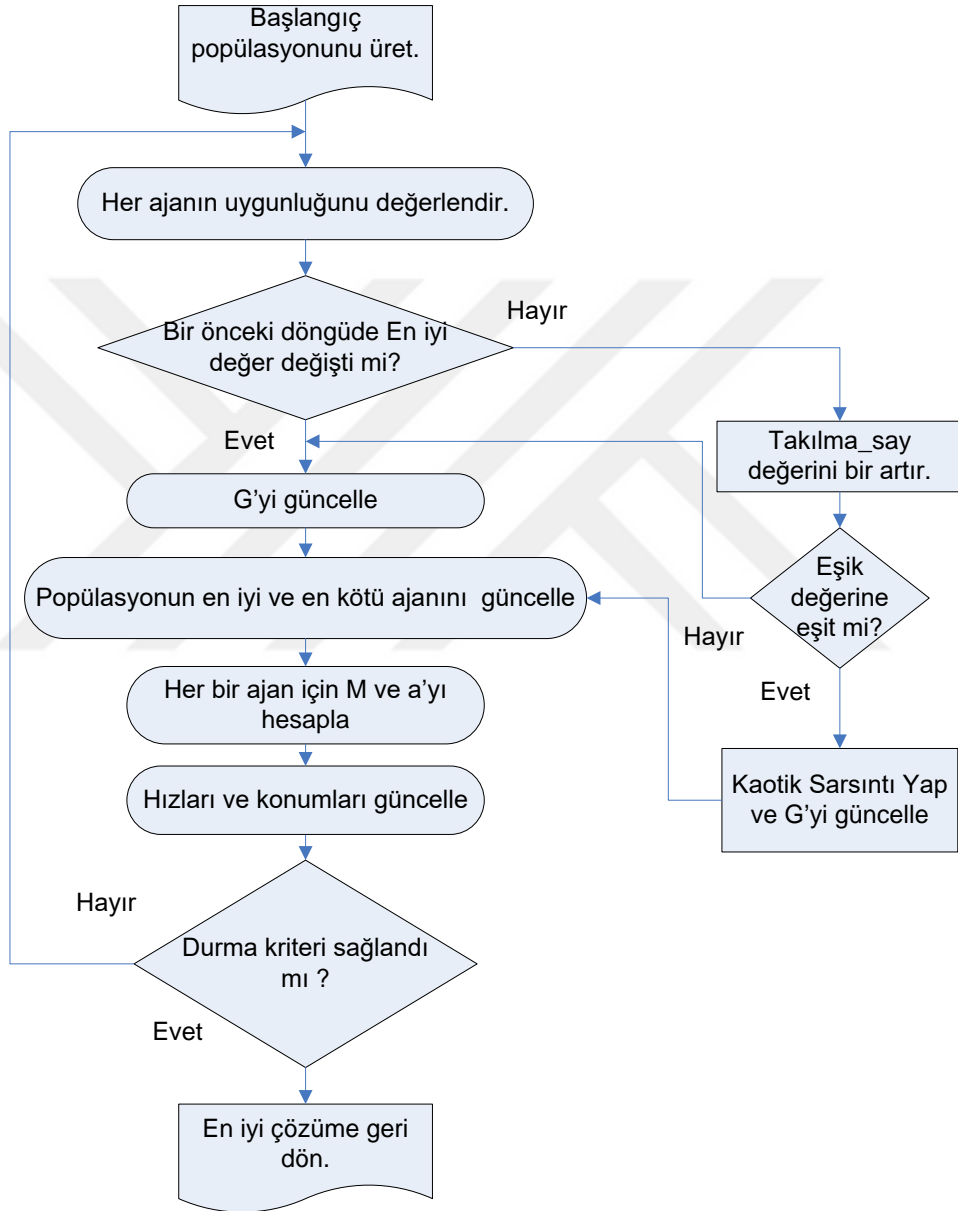 Başlangıç
popülasyonunu üret.
Her ajanın uygunluğunu değerlendir.
Hayır
Bir önceki döngüde En iyi
değer değişti mi?
Evet
Takılma_say
değerini bir artır.
G’yi güncelle
Eşik
değerine
eşit mi?
Popülasyonun en iyi ve en kötü ajanını  güncelle
Hayır
Evet
Her bir ajan için M ve a’yı
hesapla
Kaotik Sarsıntı Yap
ve G’yi güncelle
Hızları ve konumları güncelle
Hayır
Durma kriteri sağlandı
mı ?
Evet
En iyi çözüme geri
dön.